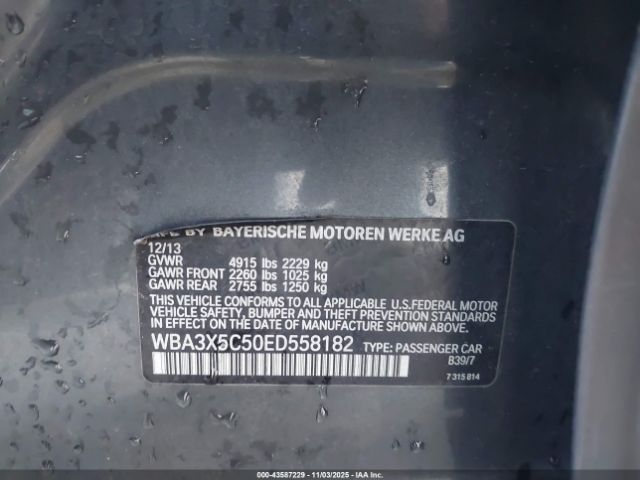 BY BAYERISCHE MOTOREN WERKE AG
12/13
GVWR 4915 lbs 2229 kg
GAWR FRONT 2260 lbs 1025 kg
GAWR REAR 2755 lbs 1250 kg
THIS VEHICLE CONFORMS TO ALL APPLICABLE U.S.FEDERAL MOTOR
VEHICLE SAFETY, BUMPER, AND THEFT PREVENTION STANDARDS
IN EFFECT ON THE DATE OF MANUFACTURE SHOWN ABOVE.
WBA3X5C50ED558182 TYPE: PASSENGER CAR
B39/7
7 315 814
000-43587229 - 11/03/2025 - IAA, Inc.